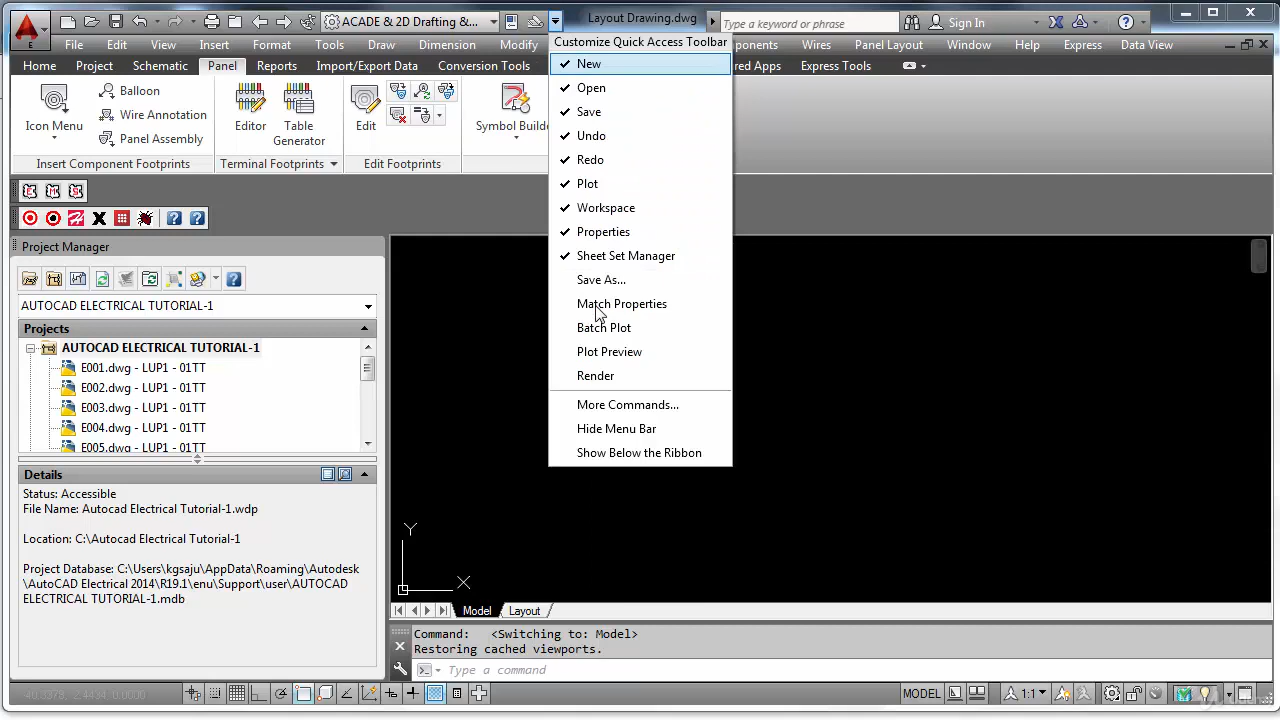 ACADE & 2D Drafting &... Layout Drawing.dwg Type a keyword or phrase Sign In
File Edit View Insert Format Tools Draw Dimension Modify ponents Wires Panel Layout Window Help Express Data View
Customize Quick Access Toolbar
Home Project Schematic Panel Reports Import/Export Data Conversion Tools red Apps Express Tools
New
Open
Save
Undo
Redo
Plot
Workspace
Properties
Sheet Set Manager
Save As...
Match Properties
Batch Plot
Plot Preview
Render
More Commands...
Hide Menu Bar
Show Below the Ribbon
Icon Menu
Balloon
Wire Annotation
Panel Assembly
Insert Component Footprints
Editor
Table
Generator
Terminal Footprints
Edit
Edit Footprints
Symbol Builde
Project Manager
AUTOCAD ELECTRICAL TUTORIAL-1
Projects
AUTOCAD ELECTRICAL TUTORIAL-1
E001.dwg - LUP1 - 01TT
E002.dwg - LUP1 - 01TT
E003.dwg - LUP1 - 01TT
E004.dwg - LUP1 - 01TT
E005.dwg - LUP1 - 01TT
Details
Status: Accessible
File Name: Autocad Electrical Tutorial-1.wdp
Location: C:\Autocad Electrical Tutorial-1
Project Database: C:\Users\kgsaju\AppData\Roaming\Autodesk
\AutoCAD Electrical 2014\R19.1\enu\Support\user\AUTOCAD
ELECTRICAL TUTORIAL-1.mdb
Y
X
Model Layout
Command: <Switching to: Model>
Restoring cached viewports.
Type a command
MODEL 1:1